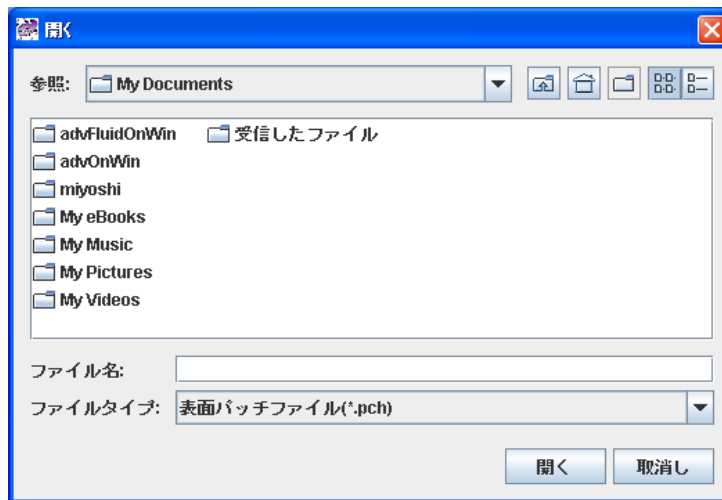 開く
参照: My Documents
advFluidOnWin 受信したファイル
advOnWin
miyoshi
My eBooks
My Music
My Pictures
My Videos
ファイル名:
ファイルタイプ: 表面パッチファイル(*.pch)
開く 取消し